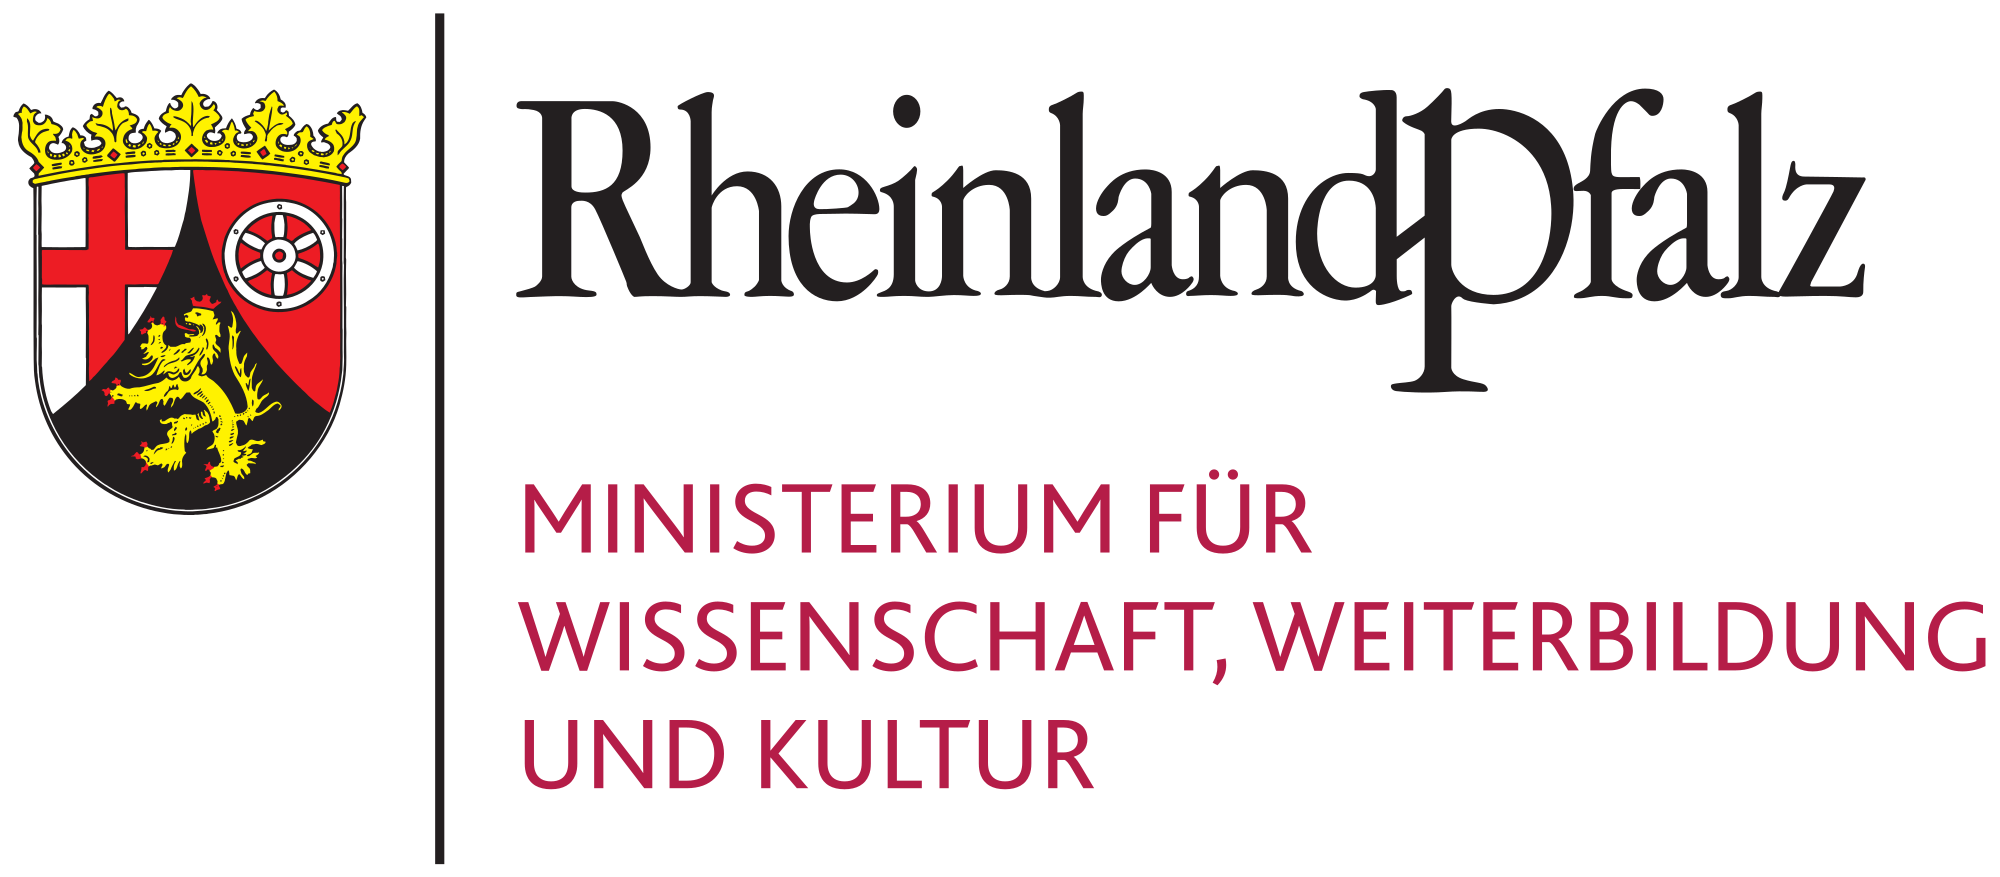 RheinlandPfalz
MINISTERIUM FÜR
WISSENSCHAFT, WEITERBILDUNG
UND KULTUR